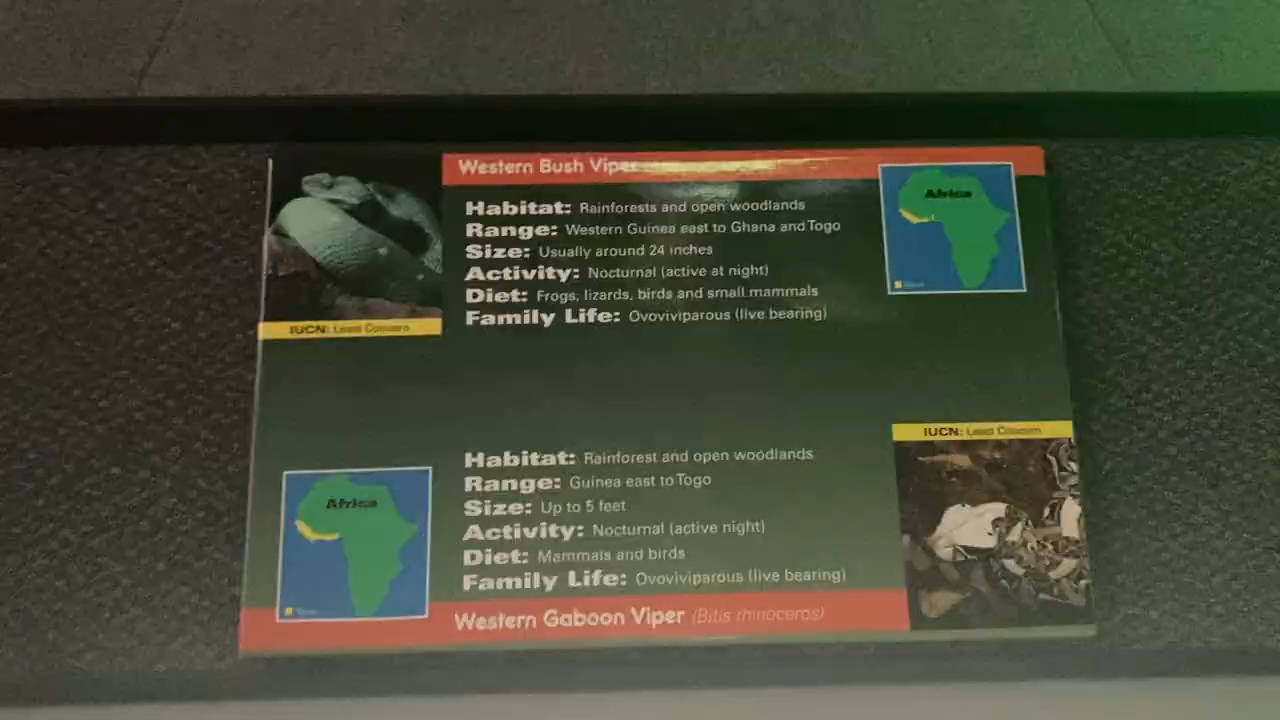 Western Bush Viper
Africa
Habitat: Rainforests and open woodlands
Range: Western Guinea east to Ghana and Togo
Size: Usually around 24 inches
Activity: Nocturnal (active at night)
Diet: Frogs, lizards, birds and small mammals
Family Life: Ovoviviparous (live bearing)
IUCN: Least Concern
IUCN: Least Concern
Africa
Habitat: Rainforest and open woodlands
Range: Guinea east to Togo
Size: Up to 5 feet
Activity: Nocturnal (active night)
Diet: Mammals and birds
Family Life: Ovoviviparous (live bearing)
Western Gaboon Viper (Bitis rhinoceros)